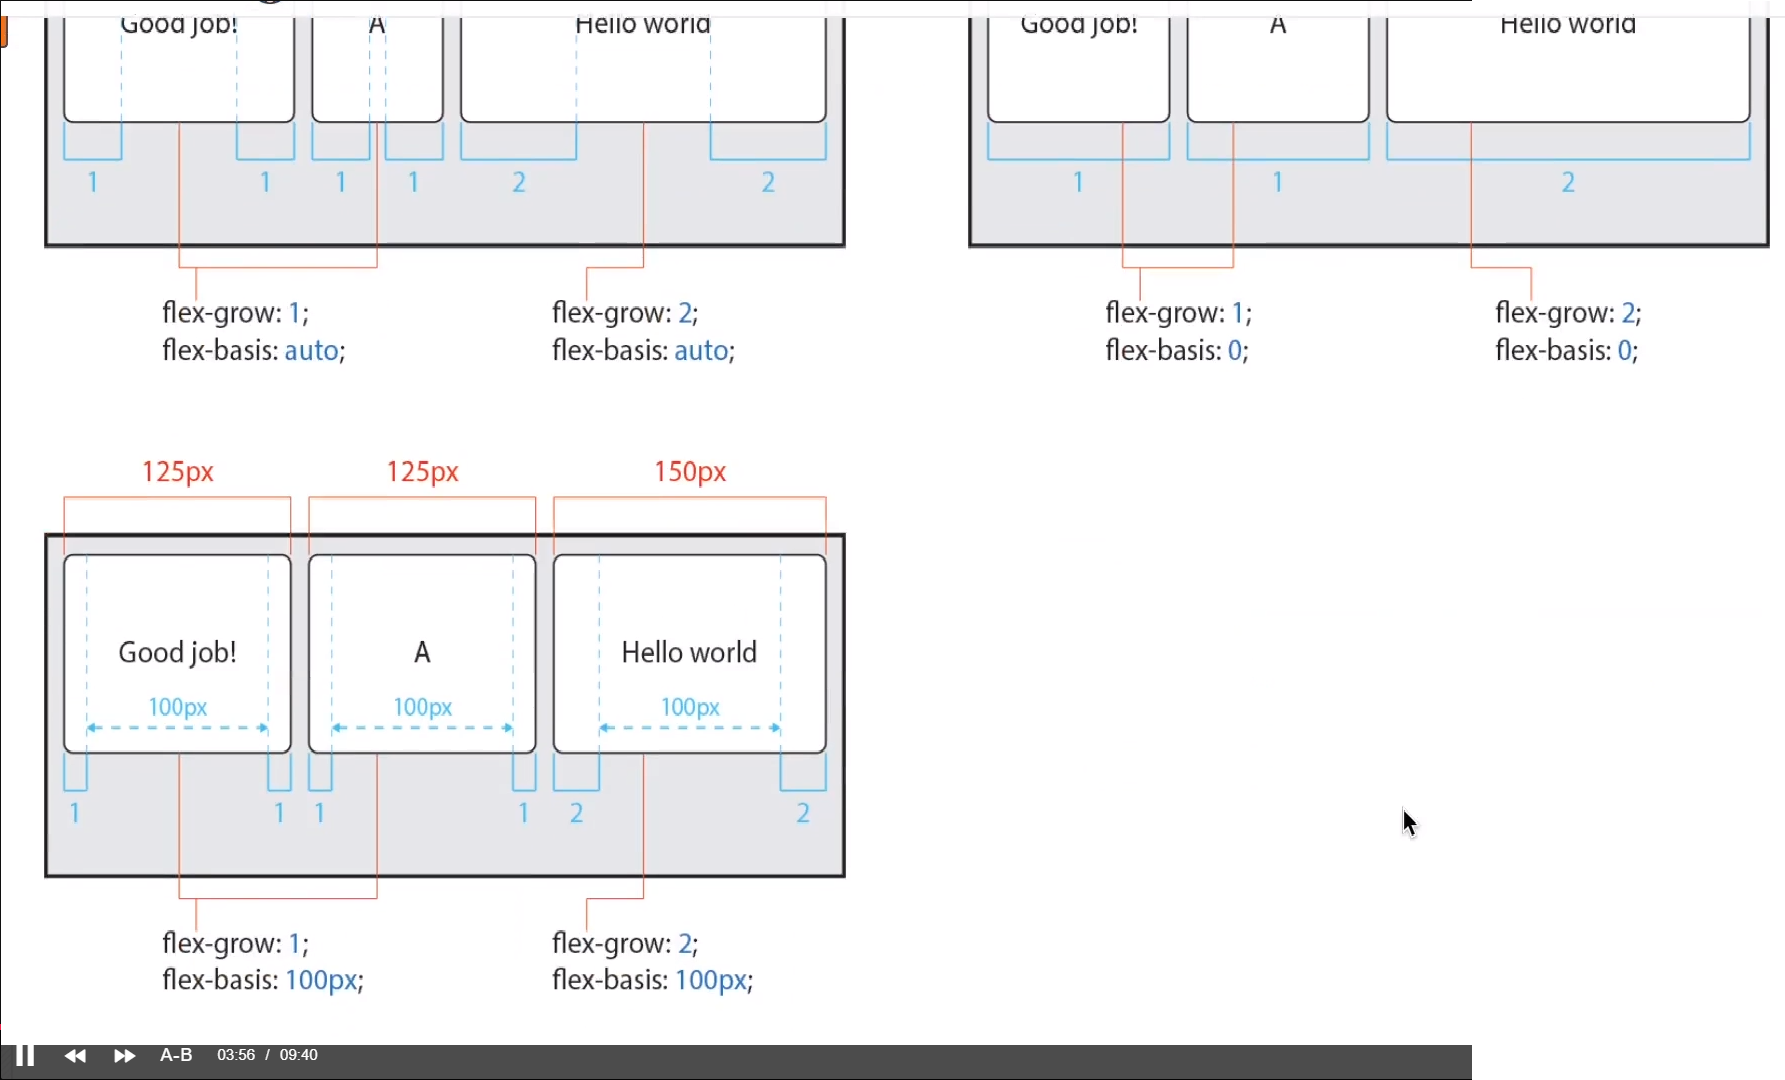 Good job! A Hello world
Good job! A Hello world
1 1 1 1 2 2
1 1 2
flex-grow: 1;
flex-basis: auto;
flex-grow: 2;
flex-basis: auto;
flex-grow: 1;
flex-basis: 0;
flex-grow: 2;
flex-basis: 0;
125px 125px 150px
Good job! A Hello world
100px 100px 100px
1 1 1 1 2 2
flex-grow: 1;
flex-basis: 100px;
flex-grow: 2;
flex-basis: 100px;
A-B 03:56 / 09:40